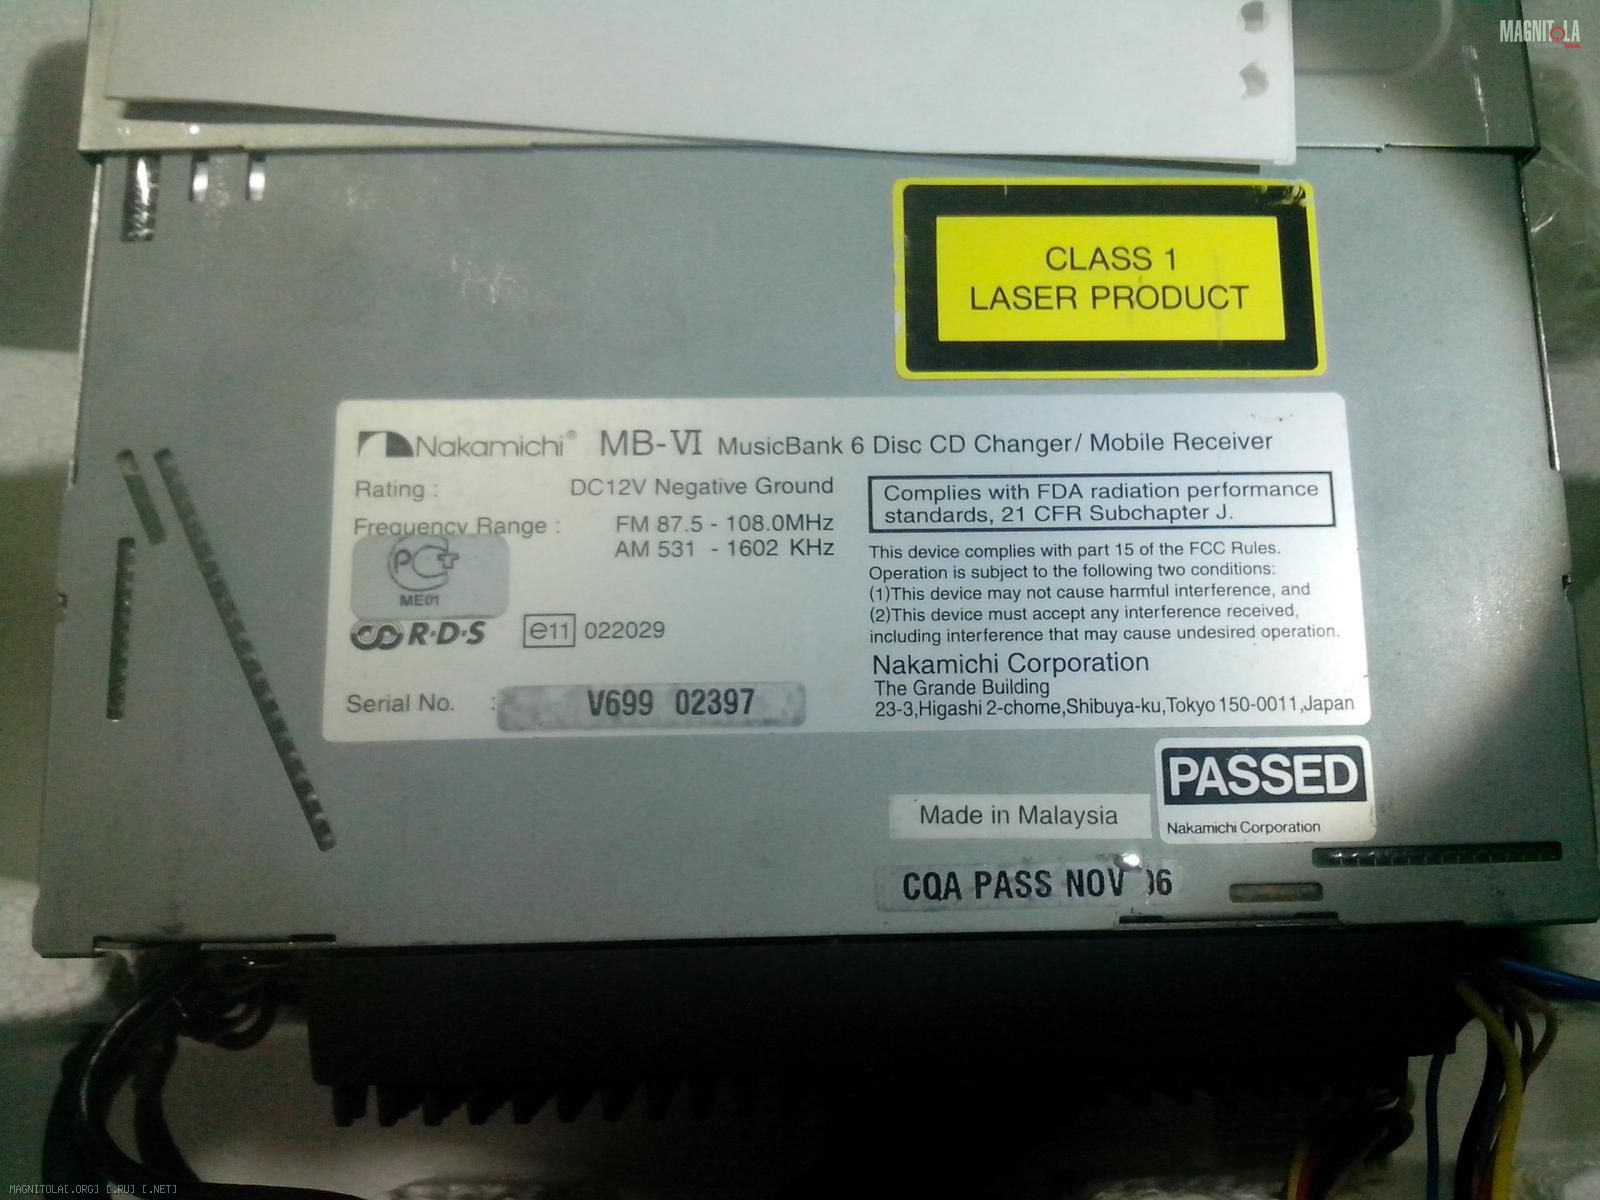 MAGNITOLA
CLASS 1
LASER PRODUCT
Nakamichi® MB-VI MusicBank 6 Disc CD Changer/ Mobile Receiver
Rating : DC12V Negative Ground
Frequency Range : FM 87.5 - 108.0MHz
AM 531 - 1602 KHz
РСТ
ME01
R·D·S e11 022029
Serial No. : V699 02397
Complies with FDA radiation performance
standards, 21 CFR Subchapter J.
This device complies with part 15 of the FCC Rules.
Operation is subject to the following two conditions:
(1)This device may not cause harmful interference, and
(2)This device must accept any interference received,
including interference that may cause undesired operation.
Nakamichi Corporation
The Grande Building
23-3,Higashi 2-chome,Shibuya-ku,Tokyo 150-0011,Japan
PASSED
Nakamichi Corporation
Made in Malaysia
CQA PASS NOV 06
MAGNITOLA[.ORG] [.RU] [.NET]